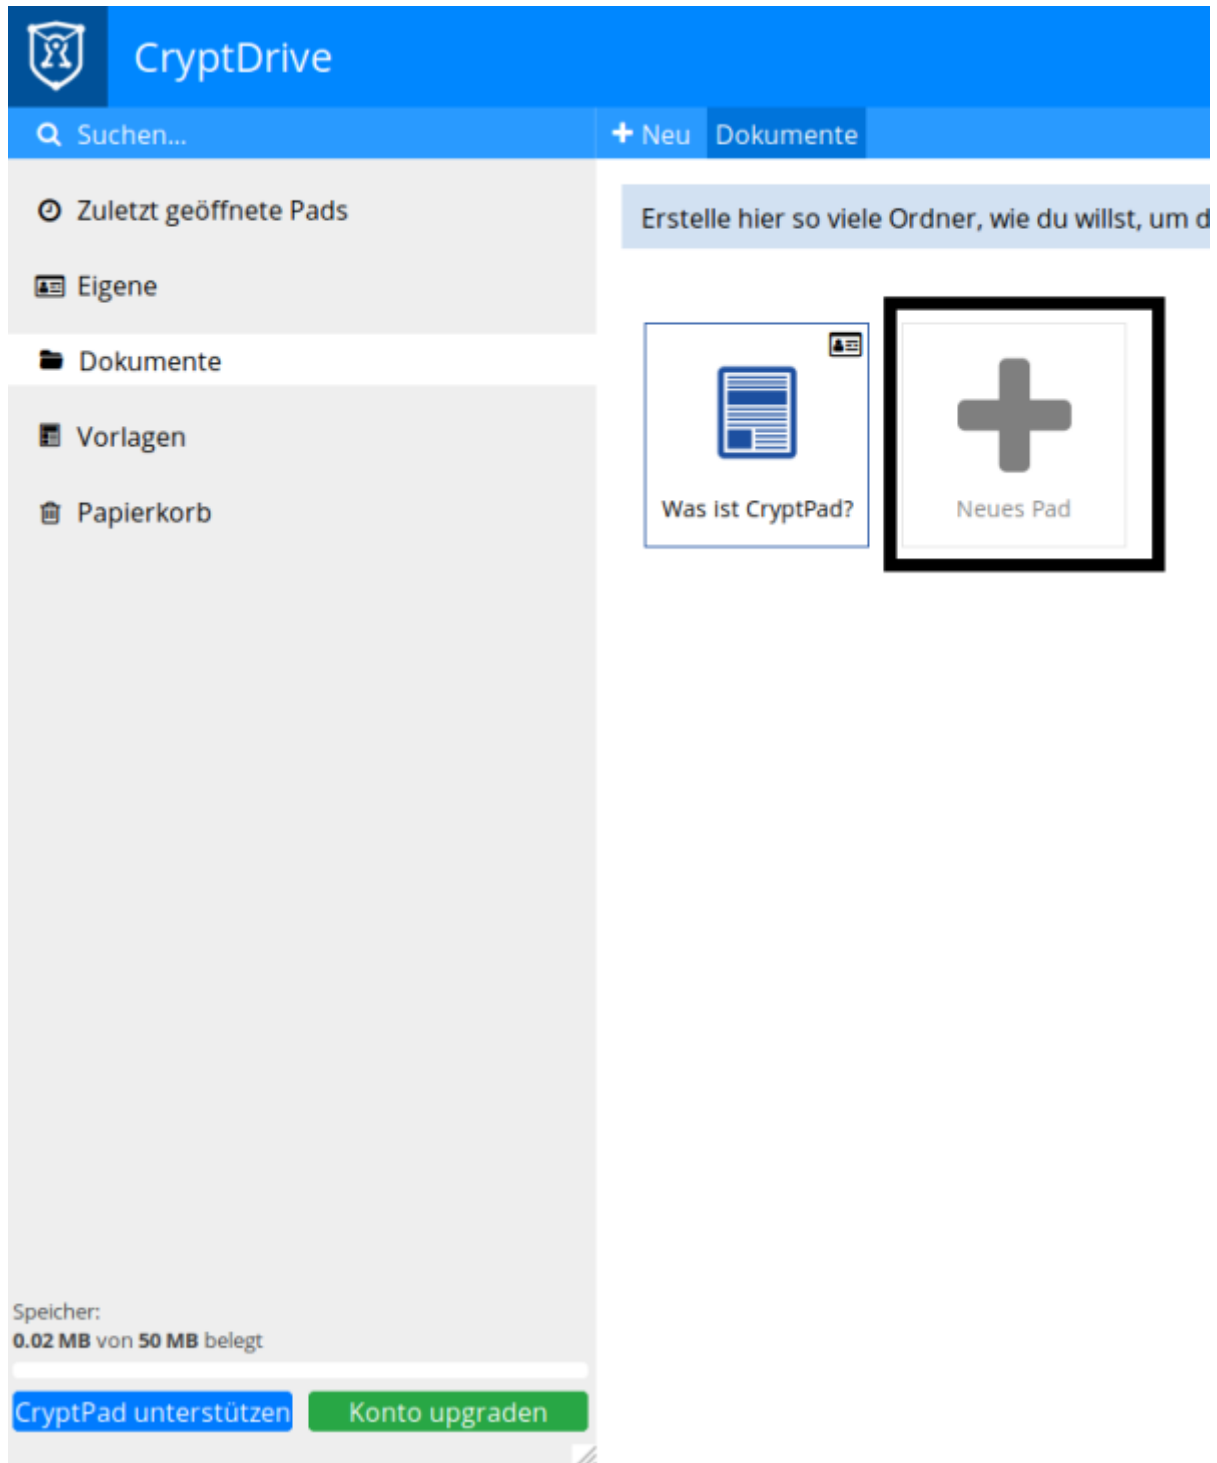 CryptDrive
Suchen...
Neu Dokumente
Zuletzt geöffnete Pads
Eigene
Dokumente
Vorlagen
Papierkorb
Erstelle hier so viele Ordner, wie du willst, um d
Was ist CryptPad?
Neues Pad
Speicher:
0.02 MB von 50 MB belegt
CryptPad unterstützen
Konto upgraden